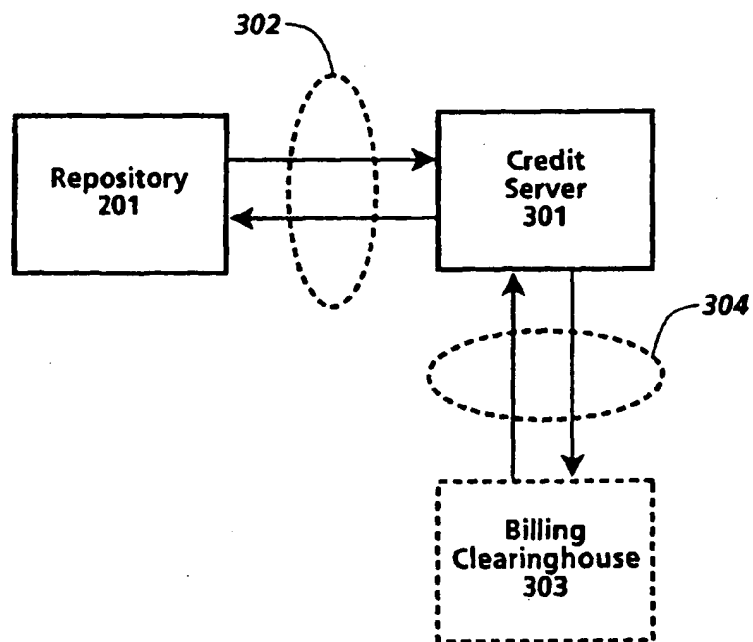 302
Repository
201
Credit
Server
301
304
Billing
Clearinghouse
303